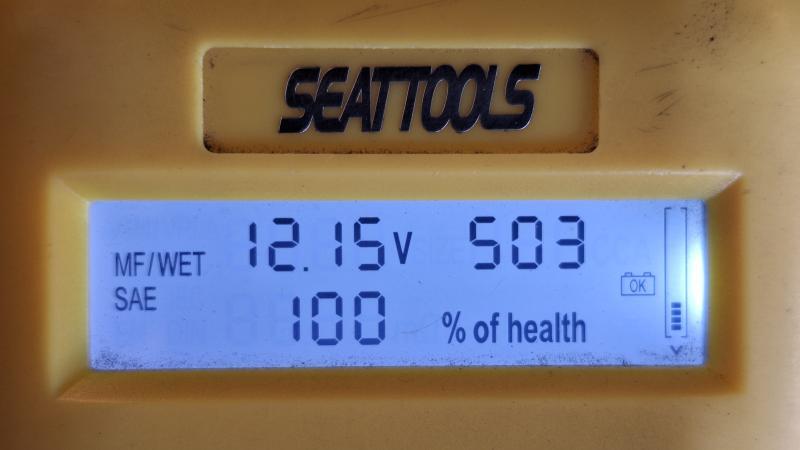 SEATTOOLS
12.15V 503
MF/WET
SAE
OK
100 % of health